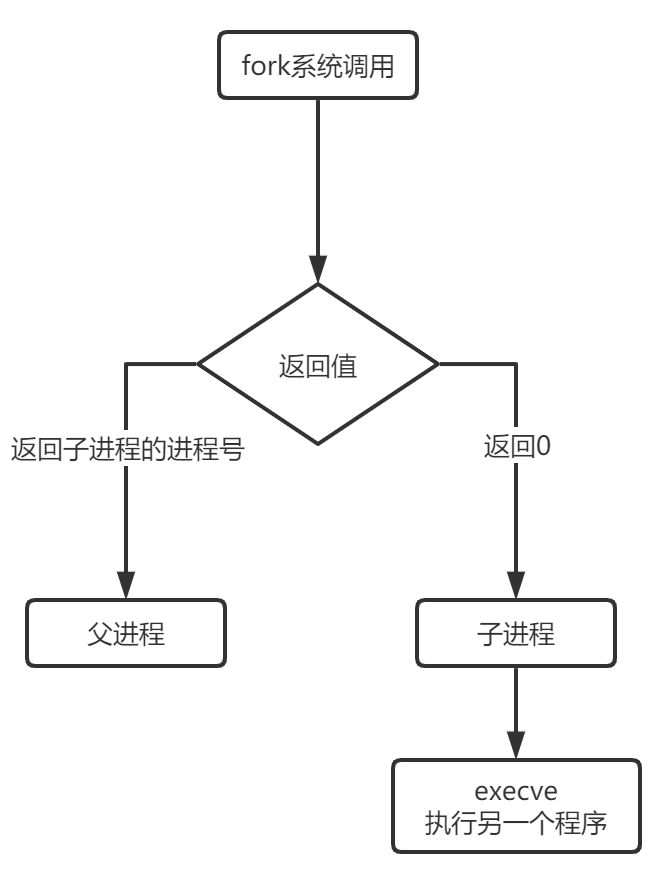 fork系统调用
返回值
返回子进程的进程号
返回0
父进程
子进程
execve
执行另一个程序